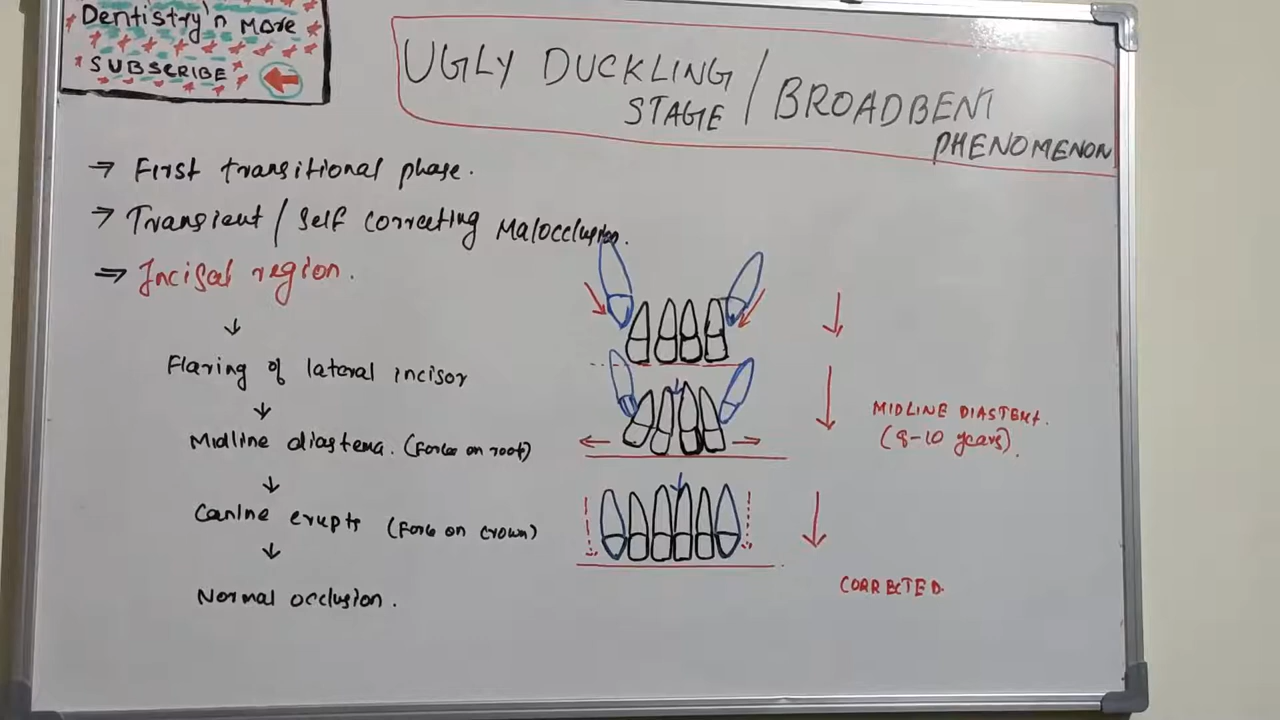 Dentistry'n More
SUBSCRIBE
UGLY DUCKLING STAGE / BROADBENT PHENOMENON
→ First transitional phase.
→ Transient / Self correcting Malocclusion.
⇒ Incisal region.
↓
Flaring of lateral incisor
↓
Midline diastema. (Force on root)
↓
Canine erupts (Force on crown)
↓
Normal occlusion.
MIDLINE DIASTEMA.
(8-10 years).
CORRECTED.